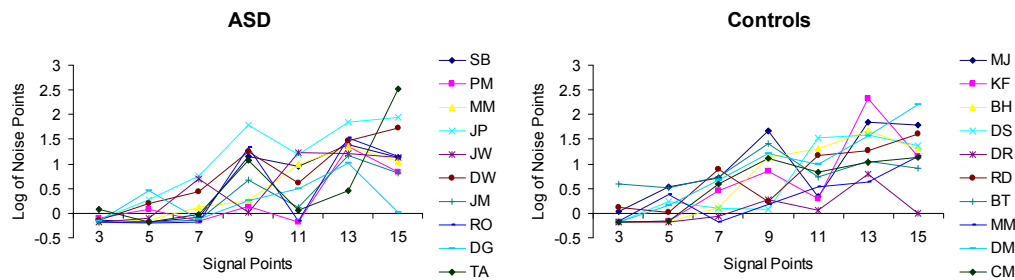 ASD
Log of Noise Points
3
2.5
2
1.5
1
0.5
0
-0.5
3 5 7 9 11 13 15
Signal Points
SB
PM
MM
JP
JW
DW
JM
RO
DG
TA
Controls
Log of Noise Points
3
2.5
2
1.5
1
0.5
0
-0.5
3 5 7 9 11 13 15
Signal Points
MJ
KF
BH
DS
DR
RD
BT
MM
DM
CM